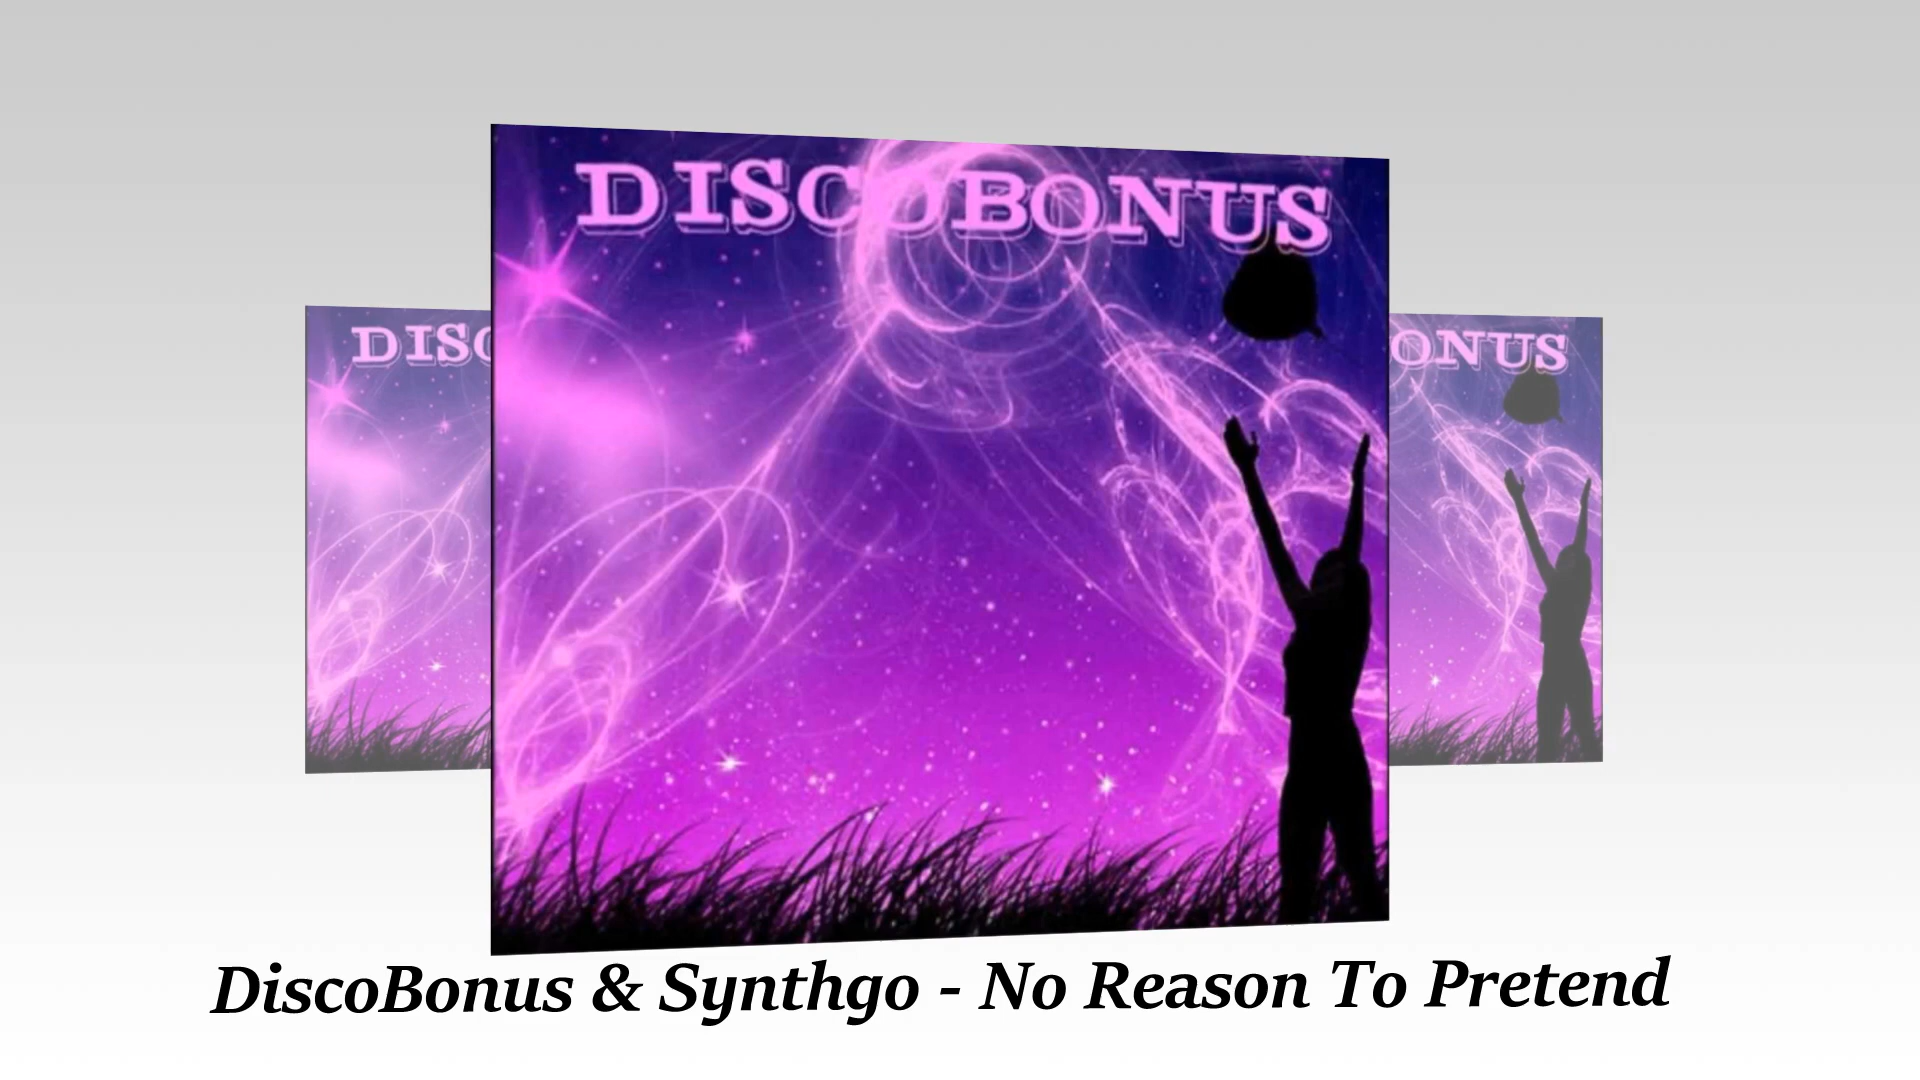 DISCOBONUS
DISC
ONUS
DiscoBonus & Synthgo - No Reason To Pretend